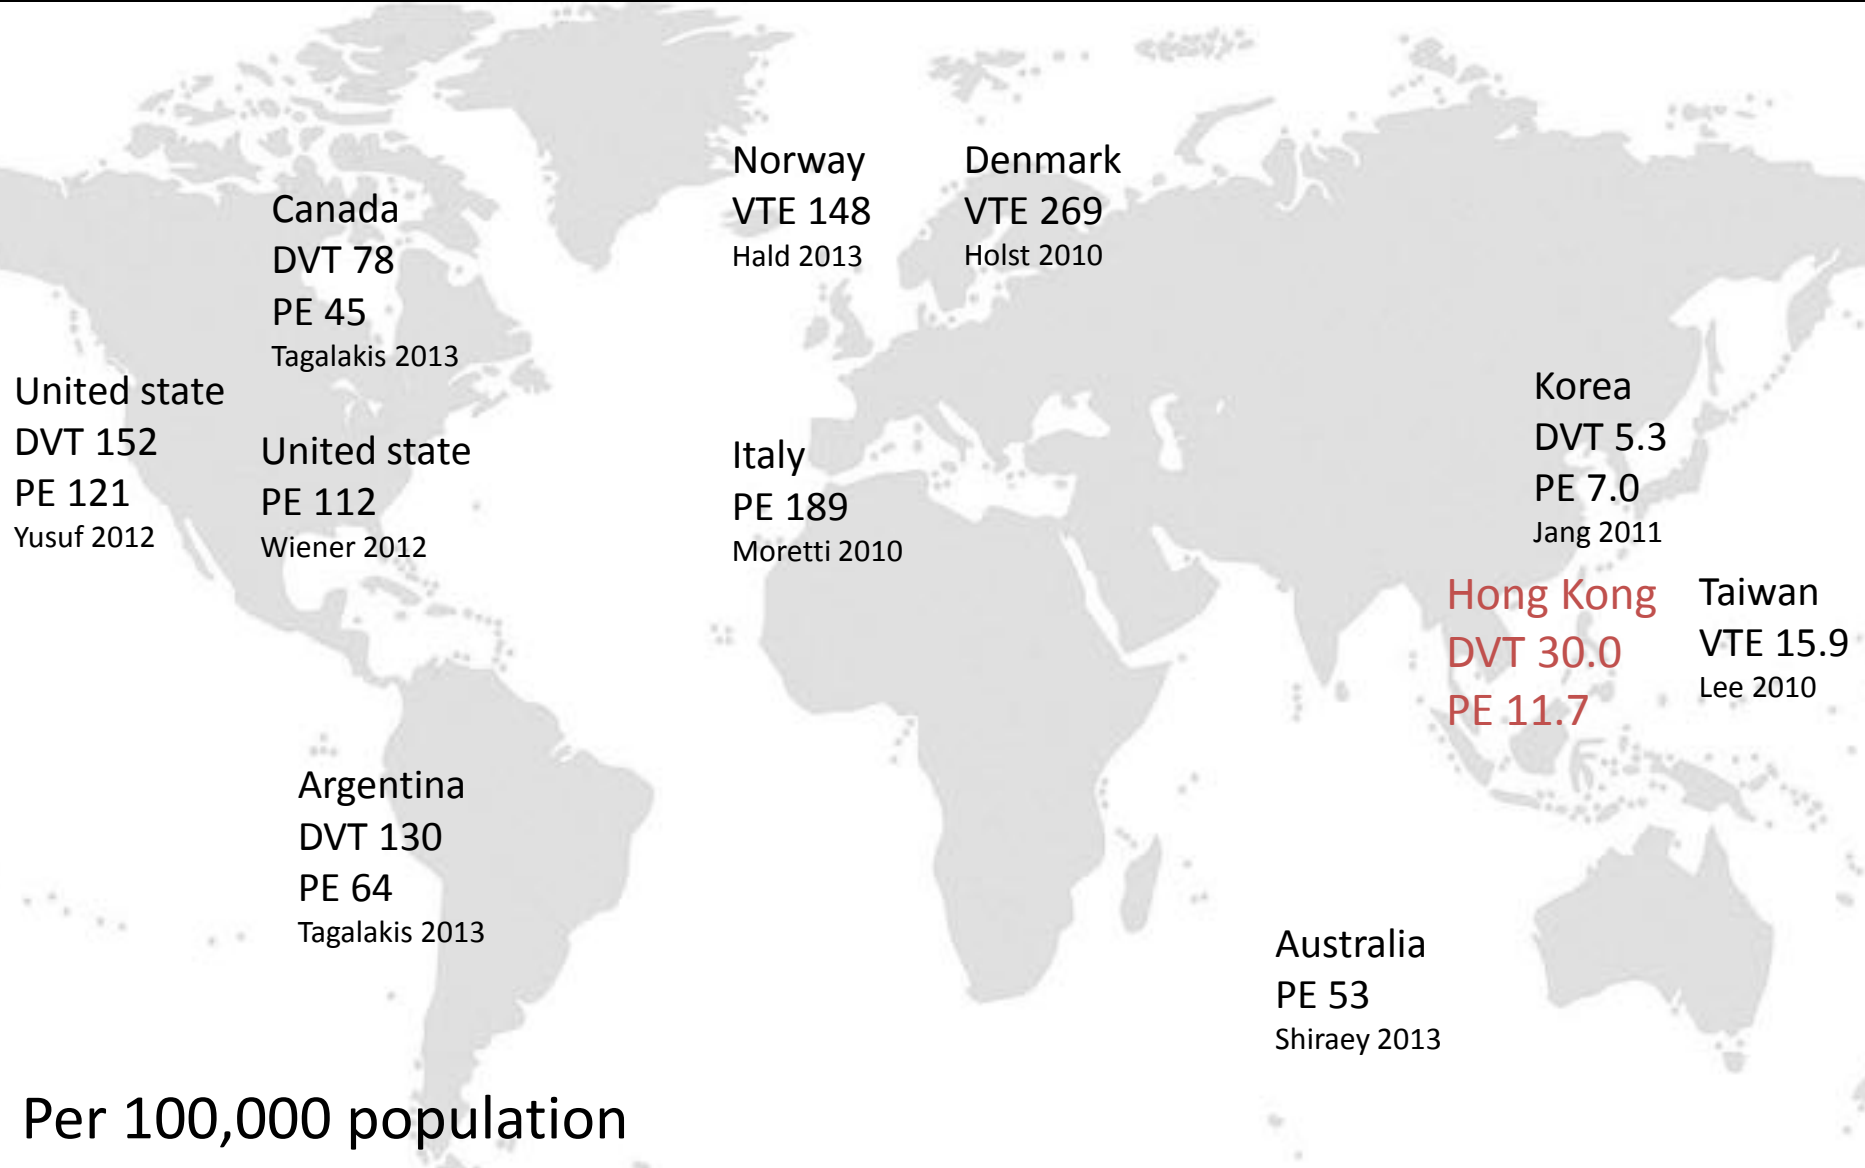 Canada
DVT 78
PE 45
Tagalakis 2013
Norway
VTE 148
Hald 2013
Denmark
VTE 269
Holst 2010
United state
DVT 152
PE 121
Yusuf 2012
United state
PE 112
Wiener 2012
Italy
PE 189
Moretti 2010
Korea
DVT 5.3
PE 7.0
Jang 2011
Hong Kong
DVT 30.0
PE 11.7
Taiwan
VTE 15.9
Lee 2010
Argentina
DVT 130
PE 64
Tagalakis 2013
Australia
PE 53
Shiraey 2013
Per 100,000 population